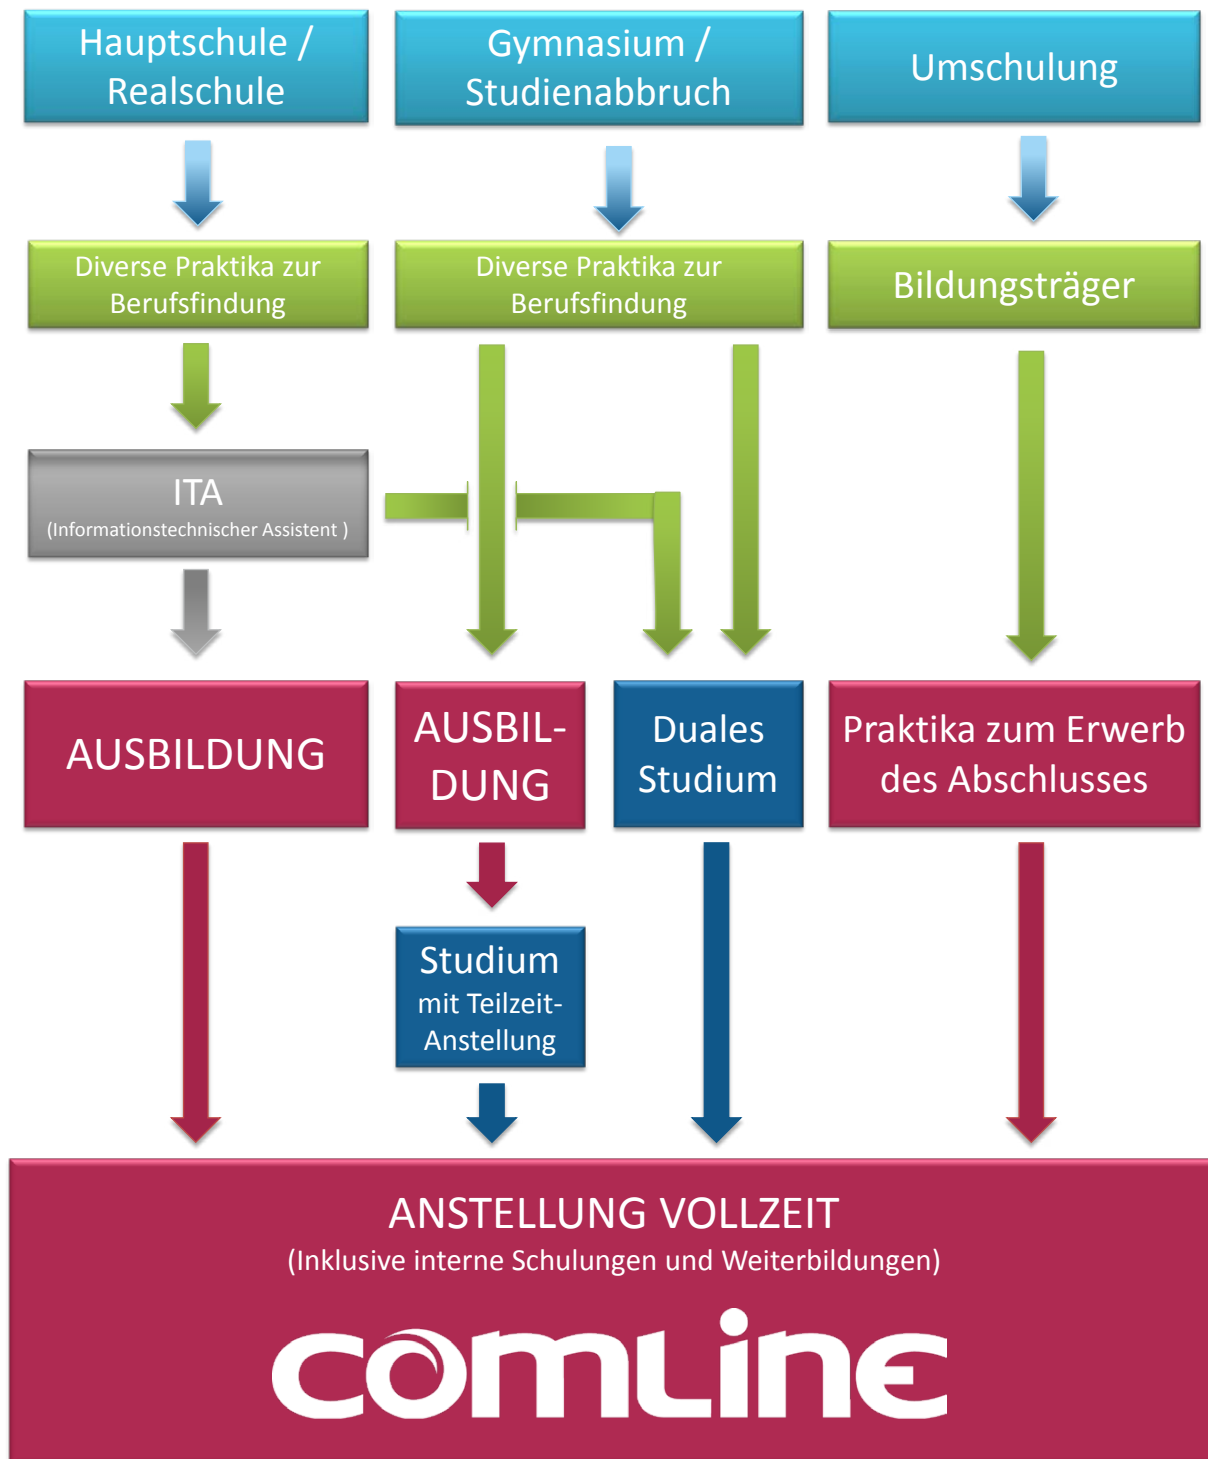 Hauptschule /
Realschule
Gymnasium /
Studienabbruch
Umschulung
Diverse Praktika zur
Berufsfindung
Diverse Praktika zur
Berufsfindung
Bildungsträger
ITA
(Informationstechnischer Assistent )
AUSBILDUNG
AUSBIL-
DUNG
Duales
Studium
Praktika zum Erwerb
des Abschlusses
Studium
mit Teilzeit-
Anstellung
ANSTELLUNG VOLLZEIT
(Inklusive interne Schulungen und Weiterbildungen)
COMLINE